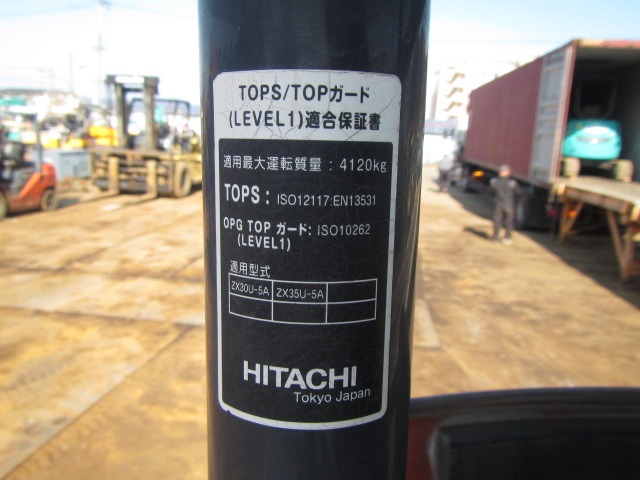 TOPS/TOPガード
(LEVEL1)適合保証書
適用最大運転質量 : 4120kg
TOPS : ISO12117:EN13531
OPG TOP ガード: ISO10262
(LEVEL1)
適用型式
ZX30U-5A ZX35U-5A
HITACHI
Tokyo Japan